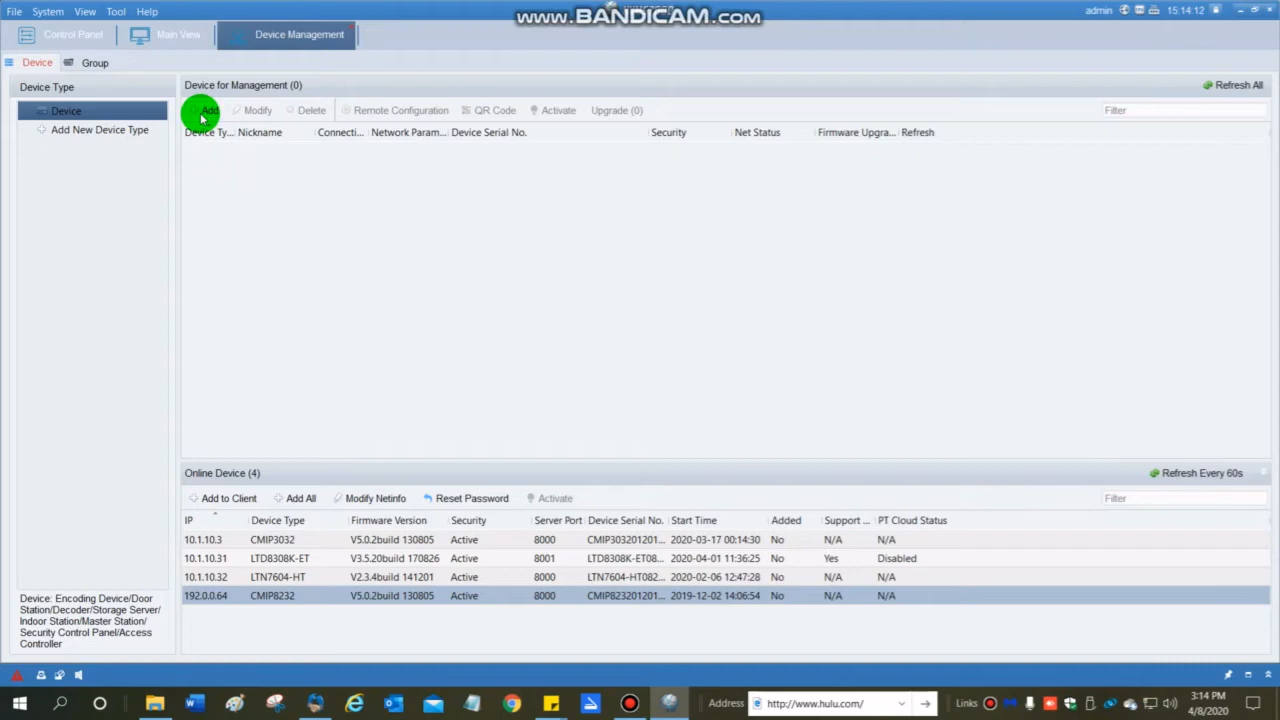 File System View Tool Help
www.BANDICAM.com
admin 15:14:12
Control Panel Main View Device Management
Device Group
Device Type
Device
Add New Device Type
Device: Encoding Device/Door
Station/Decoder/Storage Server/
Indoor Station/Master Station/
Security Control Panel/Access
Controller
Device for Management (0) Refresh All
Add Modify Delete Remote Configuration QR Code Activate Upgrade (0) Filter
Device Ty... Nickname Connecti... Network Param... Device Serial No. Security Net Status Firmware Upgra... Refresh
Online Device (4) Refresh Every 60s
Add to Client Add All Modify Netinfo Reset Password Activate Filter
IP Device Type Firmware Version Security Server Port Device Serial No. Start Time Added Support ... PT Cloud Status
10.1.10.3 CMIP3032 V5.0.2build 130805 Active 8000 CMIP303201201... 2020-03-17 00:14:30 No N/A N/A
10.1.10.31 LTD8308K-ET V3.5.20build 170826 Active 8001 LTD8308K-ET08... 2020-04-01 11:36:25 No Yes Disabled
10.1.10.32 LTN7604-HT V2.3.4build 141201 Active 8000 LTN7604-HT082... 2020-02-06 12:47:28 No N/A N/A
192.0.0.64 CMIP8232 V5.0.2build 130805 Active 8000 CMIP823201201... 2019-12-02 14:06:54 No N/A N/A
Address http://www.hulu.com/ Links 3:14 PM
4/8/2020